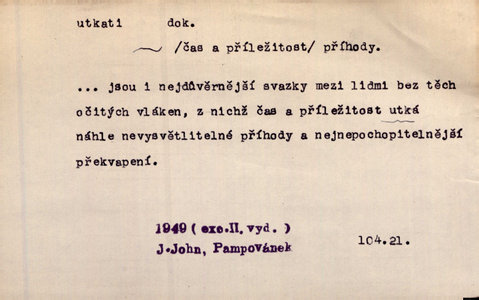 utkati dok.
~ /čas a příležitost/ příhody.
... jsou i nejdůvěrnější svazky mezi lidmi bez těch
očitých vláken, z nichž čas a příležitost utká
náhle nevysvětlitelné příhody a nejnepochopitelnější
překvapení.
1949 ( exc.II. vyd. )
J.John, Pampovánek
104.21.